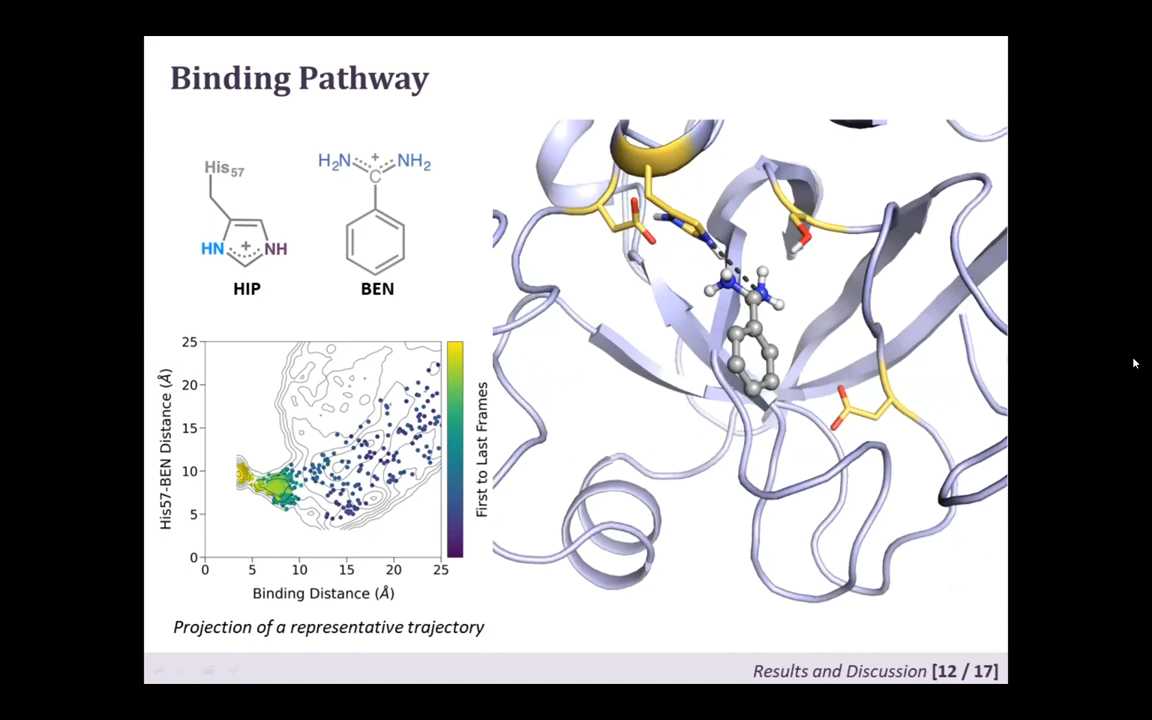 Binding Pathway
His57
HN
+
NH
HIP
H2N
+
C
NH2
BEN
25
20
15
10
5
0
0 5 10 15 20 25
His57-BEN Distance (Å)
Binding Distance (Å)
First to Last Frames
Projection of a representative trajectory
Results and Discussion [12 / 17]